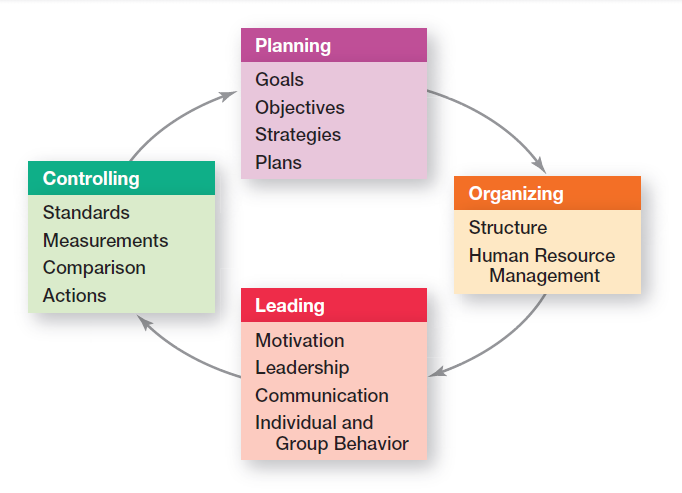 Planning
Goals
Objectives
Strategies
Plans
Organizing
Structure
Human Resource
Management
Leading
Motivation
Leadership
Communication
Individual and
Group Behavior
Controlling
Standards
Measurements
Comparison
Actions